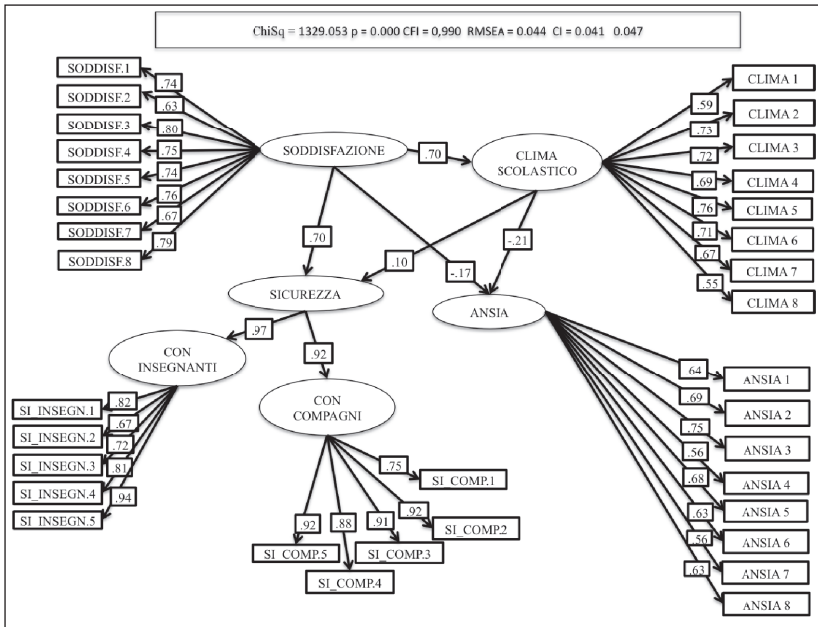 ChiSq = 1329.053 p = 0.000 CFI = 0,990 RMSEA = 0.044 CI = 0.041 0.047
SODDISF.1
SODDISF.2
SODDISF.3
SODDISF.4
SODDISF.5
SODDISF.6
SODDISF.7
SODDISF.8
.74
.63
.80
.75
.74
.76
.67
.79
SODDISFAZIONE
.70
CLIMA
SCOLASTICO
.59
.73
.72
.69
.76
.71
.67
.55
CLIMA 1
CLIMA 2
CLIMA 3
CLIMA 4
CLIMA 5
CLIMA 6
CLIMA 7
CLIMA 8
.70
.10
-.17
-.21
SICUREZZA
ANSIA
.97
.92
CON
INSEGNANTI
CON
COMPAGNI
.82
.67
.72
.81
.94
SI_INSEGN.1
SI_INSEGN.2
SI_INSEGN.3
SI_INSEGN.4
SI_INSEGN.5
.75
.92
.91
.88
.92
SI_COMP.1
SI_COMP.2
SI_COMP.3
SI_COMP.4
SI_COMP.5
.64
.69
.75
.56
.68
.63
.56
.63
ANSIA 1
ANSIA 2
ANSIA 3
ANSIA 4
ANSIA 5
ANSIA 6
ANSIA 7
ANSIA 8